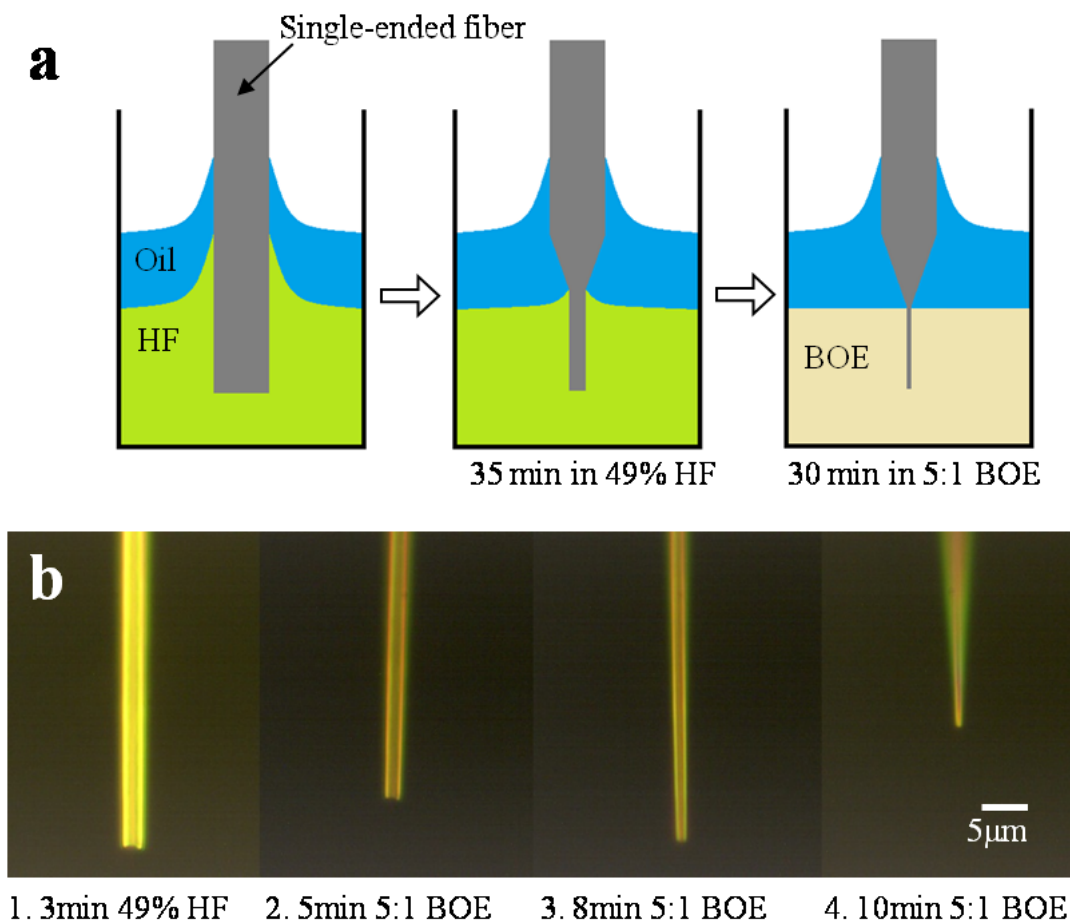 a
Single-ended fiber
Oil
HF
BOE
35 min in 49% HF
30 min in 5:1 BOE
b
5μm
1. 3min 49% HF
2. 5min 5:1 BOE
3. 8min 5:1 BOE
4. 10min 5:1 BOE